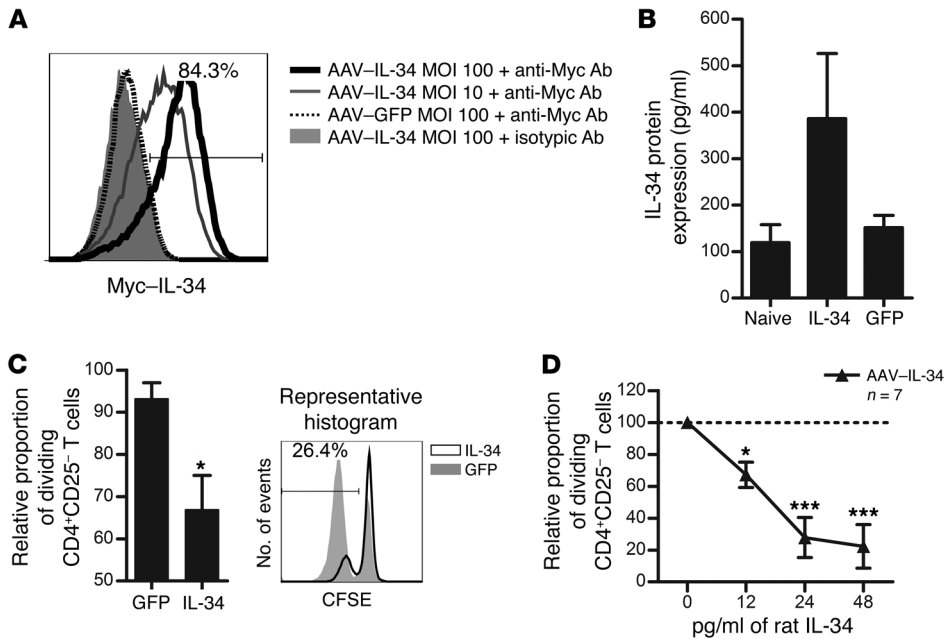 A
84.3%
Myc–IL-34
AAV–IL-34 MOI 100 + anti-Myc Ab
AAV–IL-34 MOI 10 + anti-Myc Ab
AAV–GFP MOI 100 + anti-Myc Ab
AAV–IL-34 MOI 100 + isotypic Ab
B
IL-34 protein
expression (pg/ml)
600
500
400
300
200
100
0
Naive IL-34 GFP
C
Relative proportion
of dividing
CD4+CD25– T cells
100
90
80
70
60
50
*
GFP IL-34
Representative
histogram
26.4%
IL-34
GFP
No. of events
CFSE
D
AAV–IL-34
n = 7
Relative proportion
of dividing
CD4+CD25– T cells
120
100
80
60
40
20
0
*
***
***
0 12 24 48
pg/ml of rat IL-34